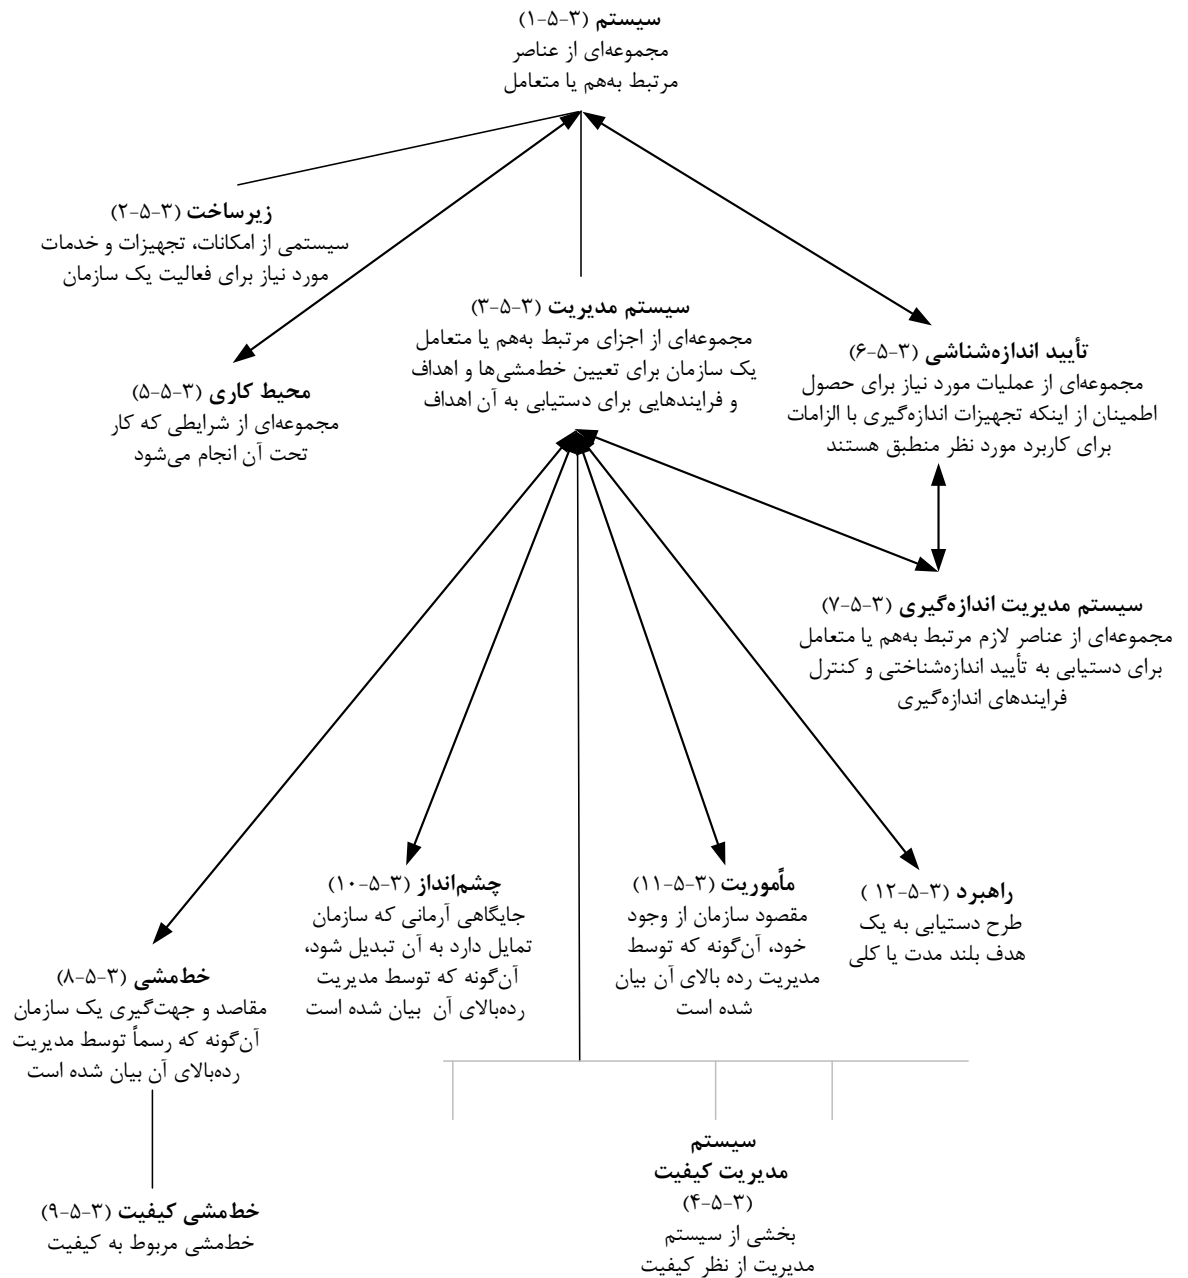 سیستم (۳-۵-۱)
مجموعه‌ای از عناصر
مرتبط به‌هم یا متعامل
زیرساخت (۳-۵-۲)
سیستمی از امکانات، تجهیزات و خدمات
مورد نیاز برای فعالیت یک سازمان
سیستم مدیریت (۳-۵-۳)
مجموعه‌ای از اجزای مرتبط به‌هم یا متعامل
یک سازمان برای تعیین خط‌مشی‌ها و اهداف
و فرایندهایی برای دستیابی به آن اهداف
تأیید اندازه‌شناشی (۳-۵-۶)
مجموعه‌ای از عملیات مورد نیاز برای حصول
اطمینان از اینکه تجهیزات اندازه‌گیری با الزامات
برای کاربرد مورد نظر منطبق هستند
محیط کاری (۳-۵-۵)
مجموعه‌ای از شرایطی که کار
تحت آن انجام می‌شود
سیستم مدیریت اندازه‌گیری (۳-۵-۷)
مجموعه‌ای از عناصر لازم مرتبط به‌هم یا متعامل
برای دستیابی به تأیید اندازه‌شناختی و کنترل
فرایندهای اندازه‌گیری
راهبرد (۳-۵-۱۲ )
طرح دستیابی به یک
هدف بلند مدت یا کلی
مأموریت (۳-۵-۱۱)
مقصود سازمان از وجود
خود، آن‌گونه که توسط
مدیریت رده بالای آن بیان
شده است
چشم‌انداز (۳-۵-۱۰)
جایگاهی آرمانی که سازمان
تمایل دارد به آن تبدیل شود،
آن‌گونه که توسط مدیریت
رده‌بالای آن بیان شده است
خط‌مشی (۳-۵-۸)
مقاصد و جهت‌گیری یک سازمان
آن‌گونه که رسماً توسط مدیریت
رده‌بالای آن بیان شده است
سیستم
مدیریت کیفیت
(۳-۵-۴)
بخشی از سیستم
مدیریت از نظر کیفیت
خط‌مشی کیفیت (۳-۵-۹)
خط‌مشی مربوط به کیفیت